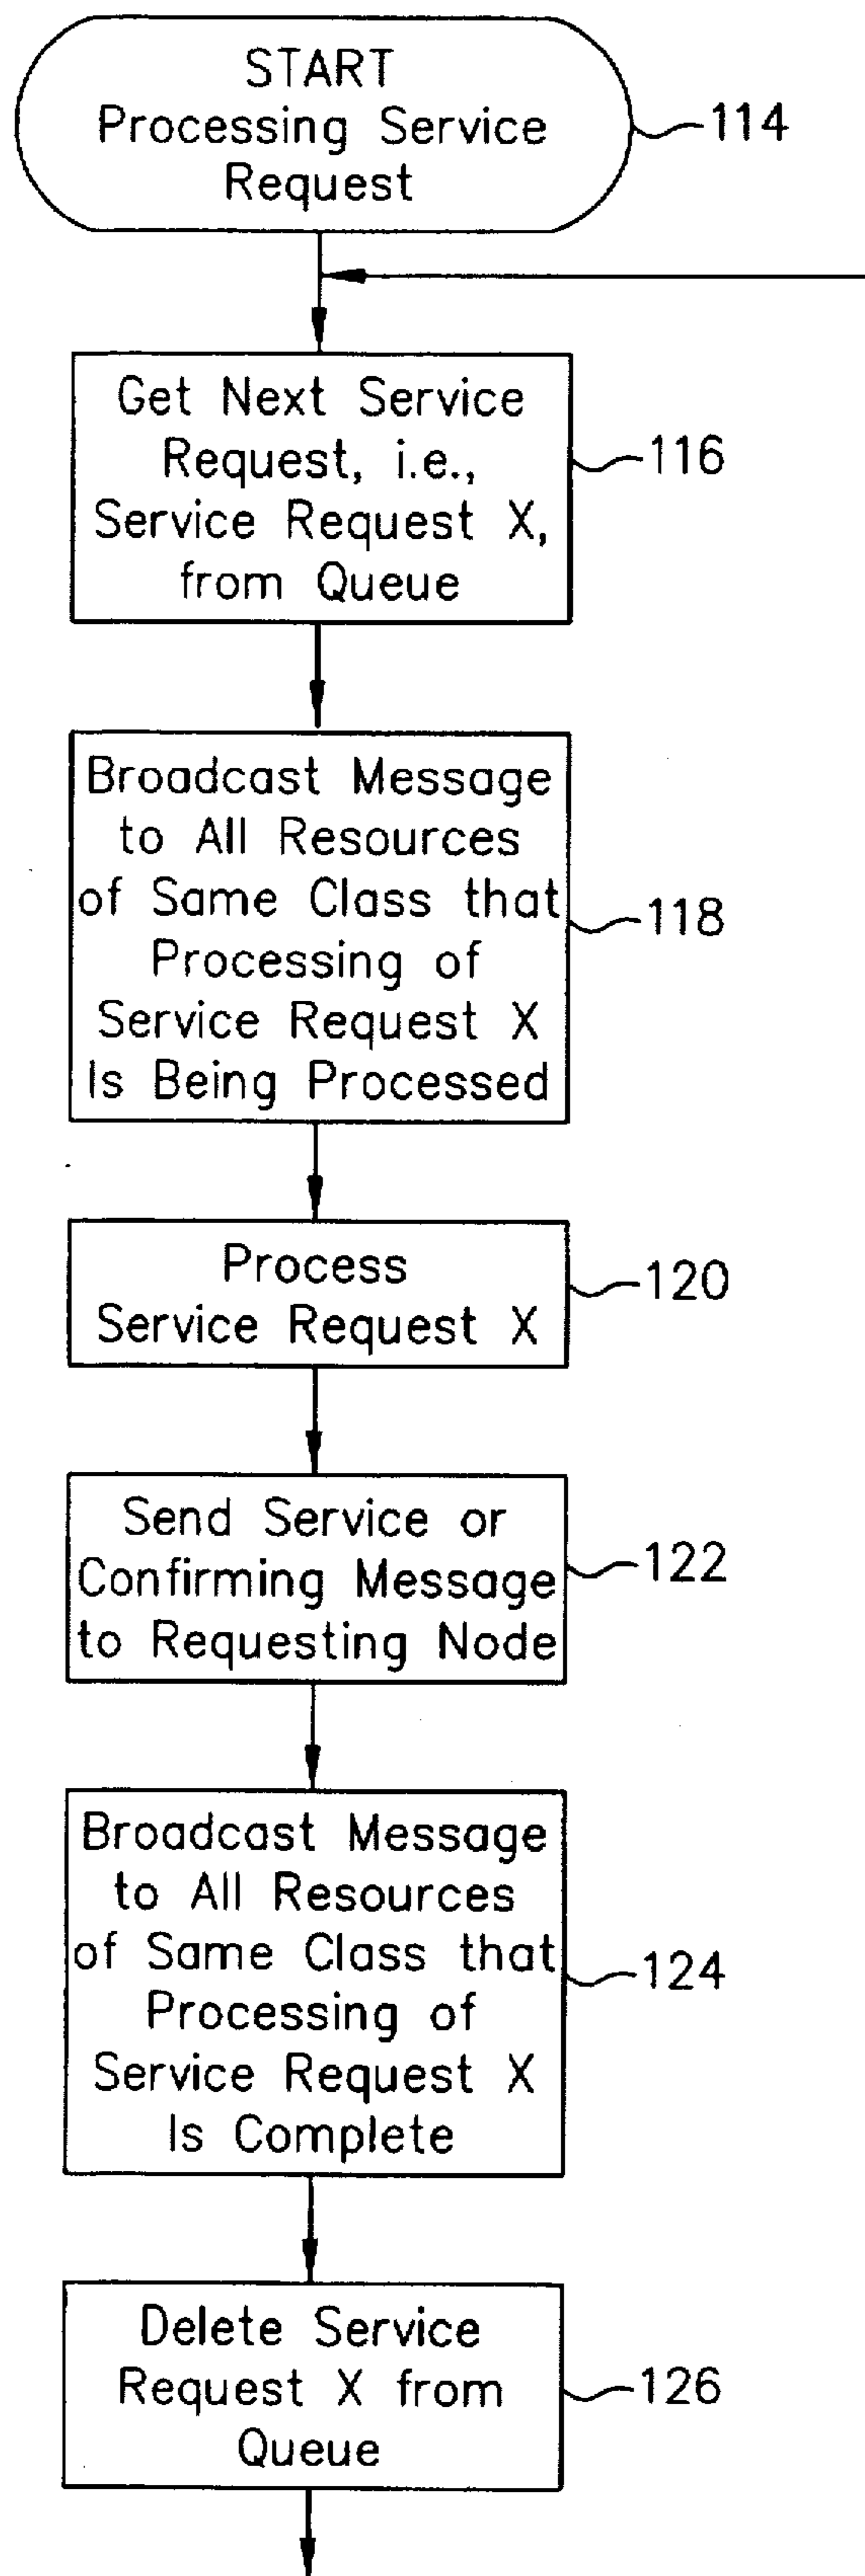 START
Processing Service
Request
114
Get Next Service
Request, i.e.,
Service Request X,
from Queue
116
Broadcast Message
to All Resources
of Same Class that
Processing of
Service Request X
Is Being Processed
118
Process
Service Request X
120
Send Service or
Confirming Message
to Requesting Node
122
Broadcast Message
to All Resources
of Same Class that
Processing of
Service Request X
Is Complete
124
Delete Service
Request X from
Queue
126